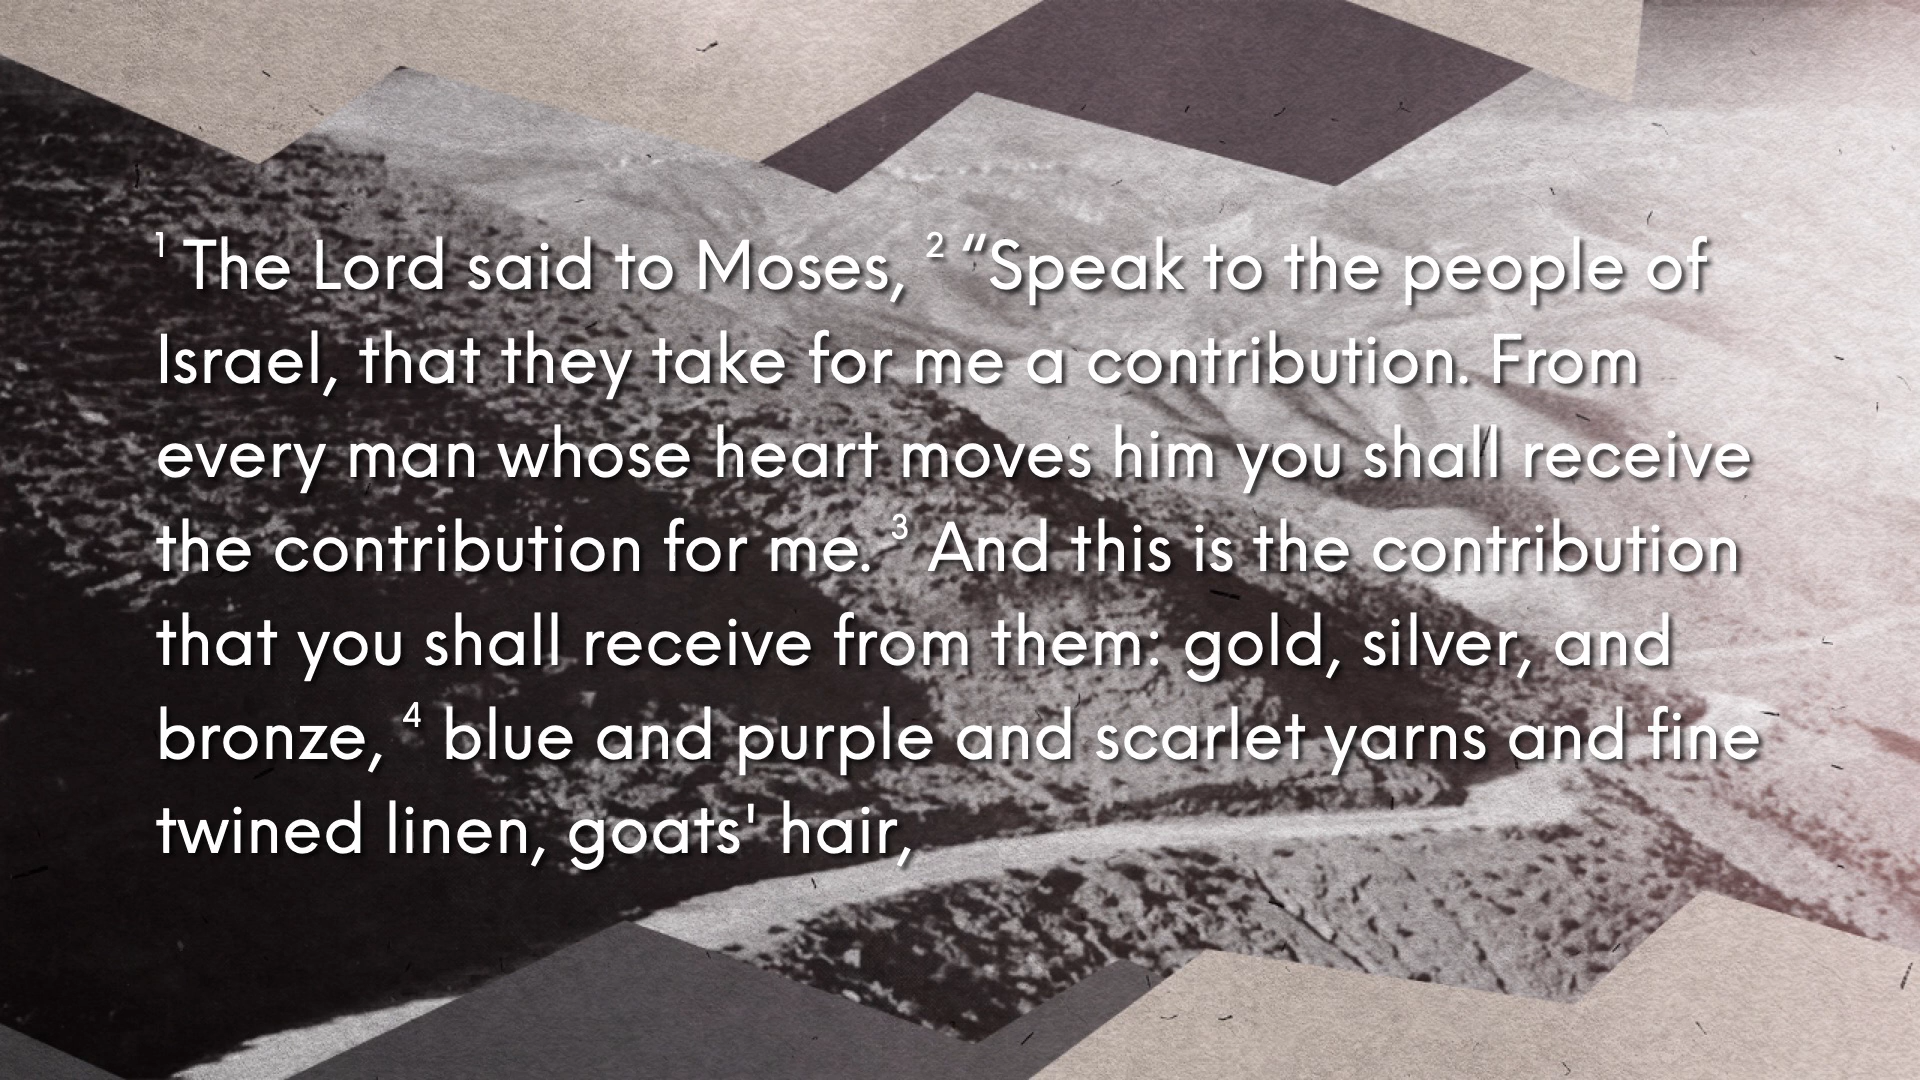 1 The Lord said to Moses, 2 “Speak to the people of
Israel, that they take for me a contribution. From
every man whose heart moves him you shall receive
the contribution for me. 3 And this is the contribution
that you shall receive from them: gold, silver, and
bronze, 4 blue and purple and scarlet yarns and fine
twined linen, goats' hair,